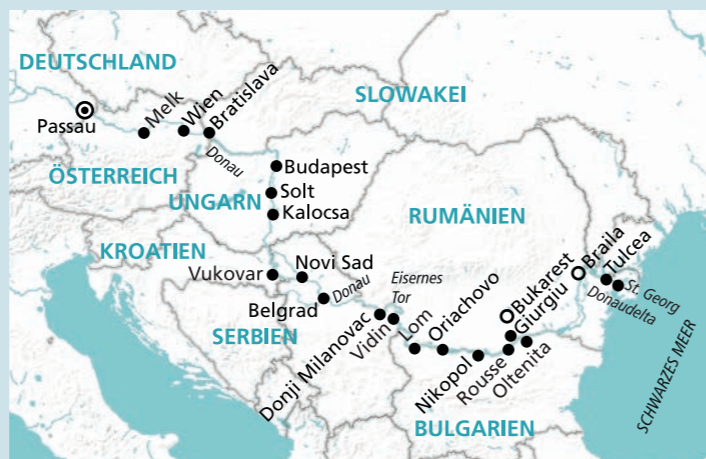 DEUTSCHLAND
Passau
Melk
Wien
Bratislava
SLOWAKEI
Donau
ÖSTERREICH
Budapest
UNGARN
Solt
Kalocsa
RUMÄNIEN
KROATIEN
Vukovar
Novi Sad
Belgrad
Donau
Eisernes
Tor
SERBIEN
Donji Milanovac
Vidin
Lom
Oriachovo
Nikopol
Rousse
Giurgiu
Bukarest
Oltenita
Braila
Tulcea
St. Georg
Donaudelta
SCHWARZES MEER
BULGARIEN